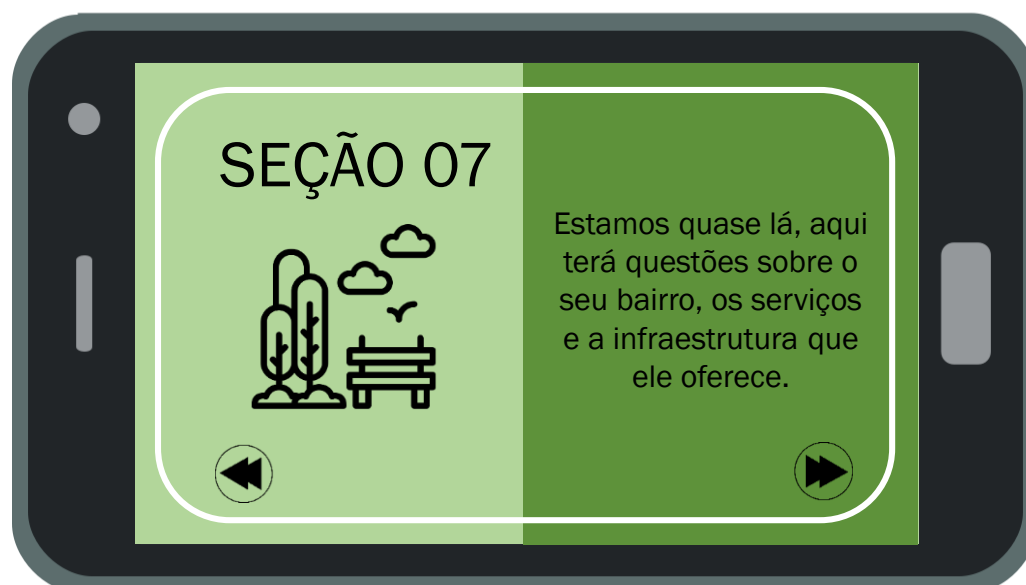 SEÇÃO 07
Estamos quase lá, aqui
terá questões sobre o
seu bairro, os serviços
e a infraestrutura que
ele oferece.